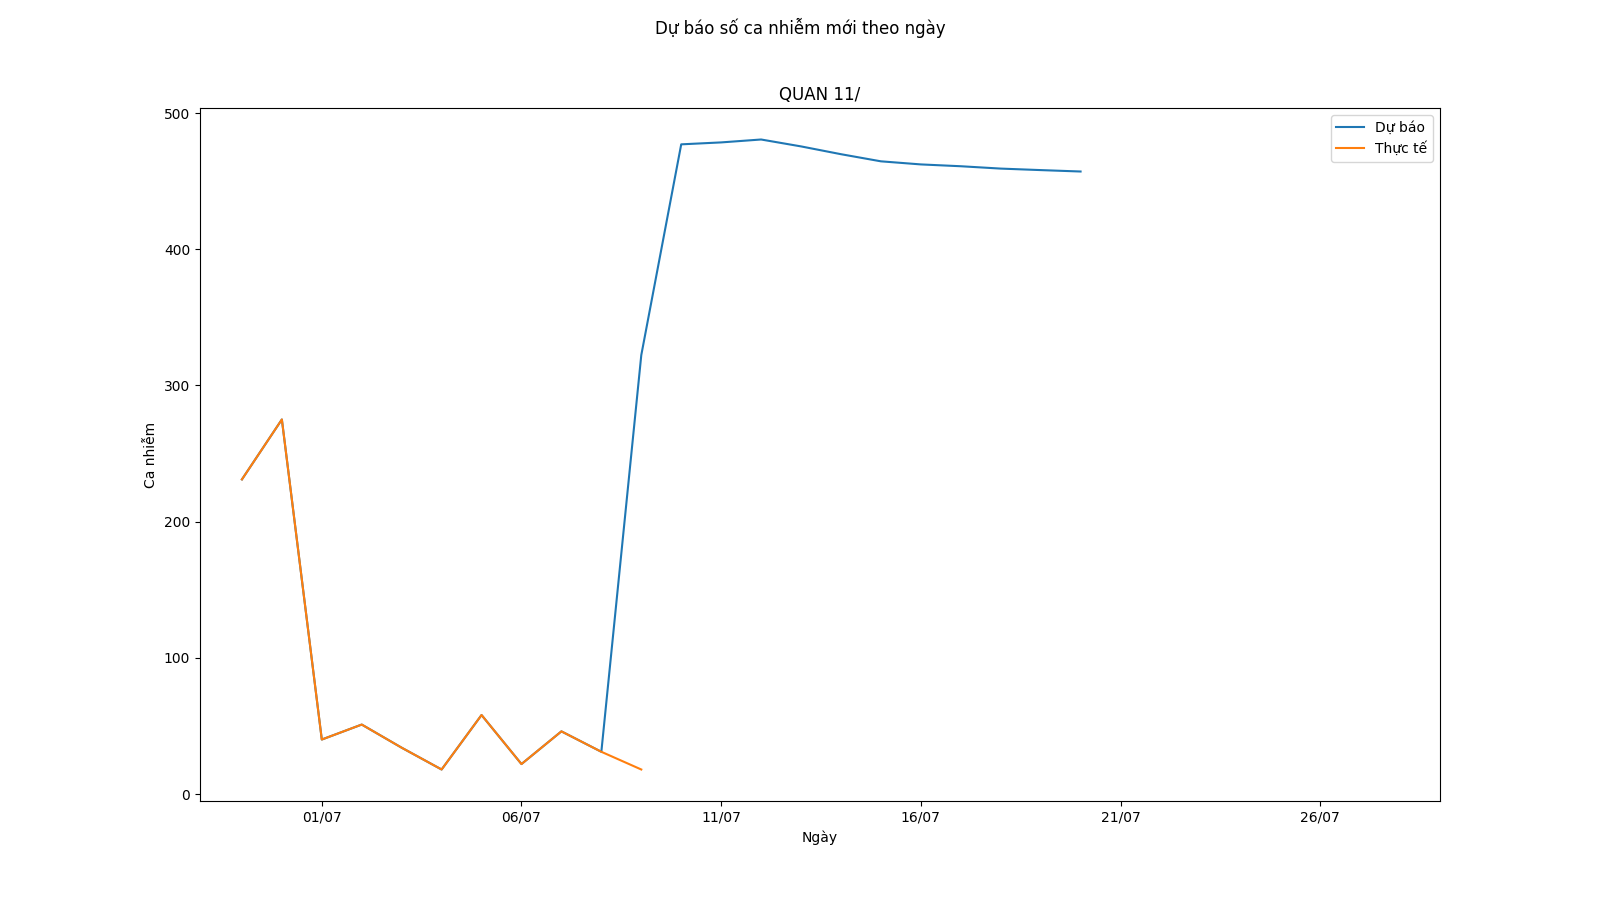 Dự báo số ca nhiễm mới theo ngày
QUAN 11/
Dự báo
Thực tế
500
400
300
200
100
0
Ca nhiễm
01/07 06/07 11/07 16/07 21/07 26/07
Ngày